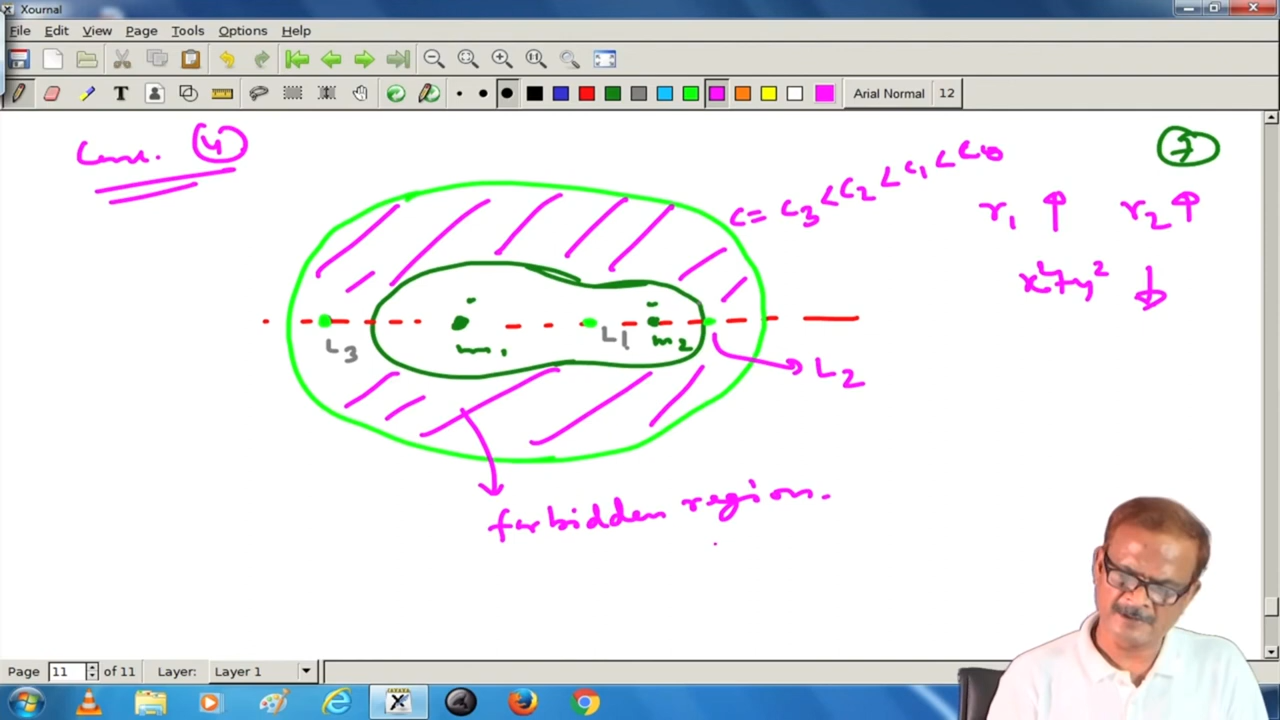 Xournal
File Edit View Page Tools Options Help
Arial Normal 12
Case. 4
7
C = C3 < C2 < C1 < C0
r1 ↑ r2 ↑
x²+y² ↓
L3
m1
L1
m2
L2
forbidden region.
Page 11 of 11 Layer: Layer 1